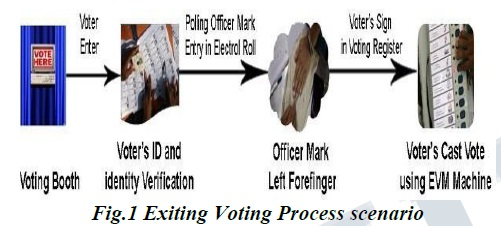 Voter
Enter
Polling Officer Mark
Entry in Electrol Roll
Voter's Sign
in Voting Register
VOTE
HERE
Voting Booth
Voter's ID and
identity Verification
Officer Mark
Left Forefinger
Voter's Cast Vote
using EVM Machine
Fig.1 Exiting Voting Process scenario